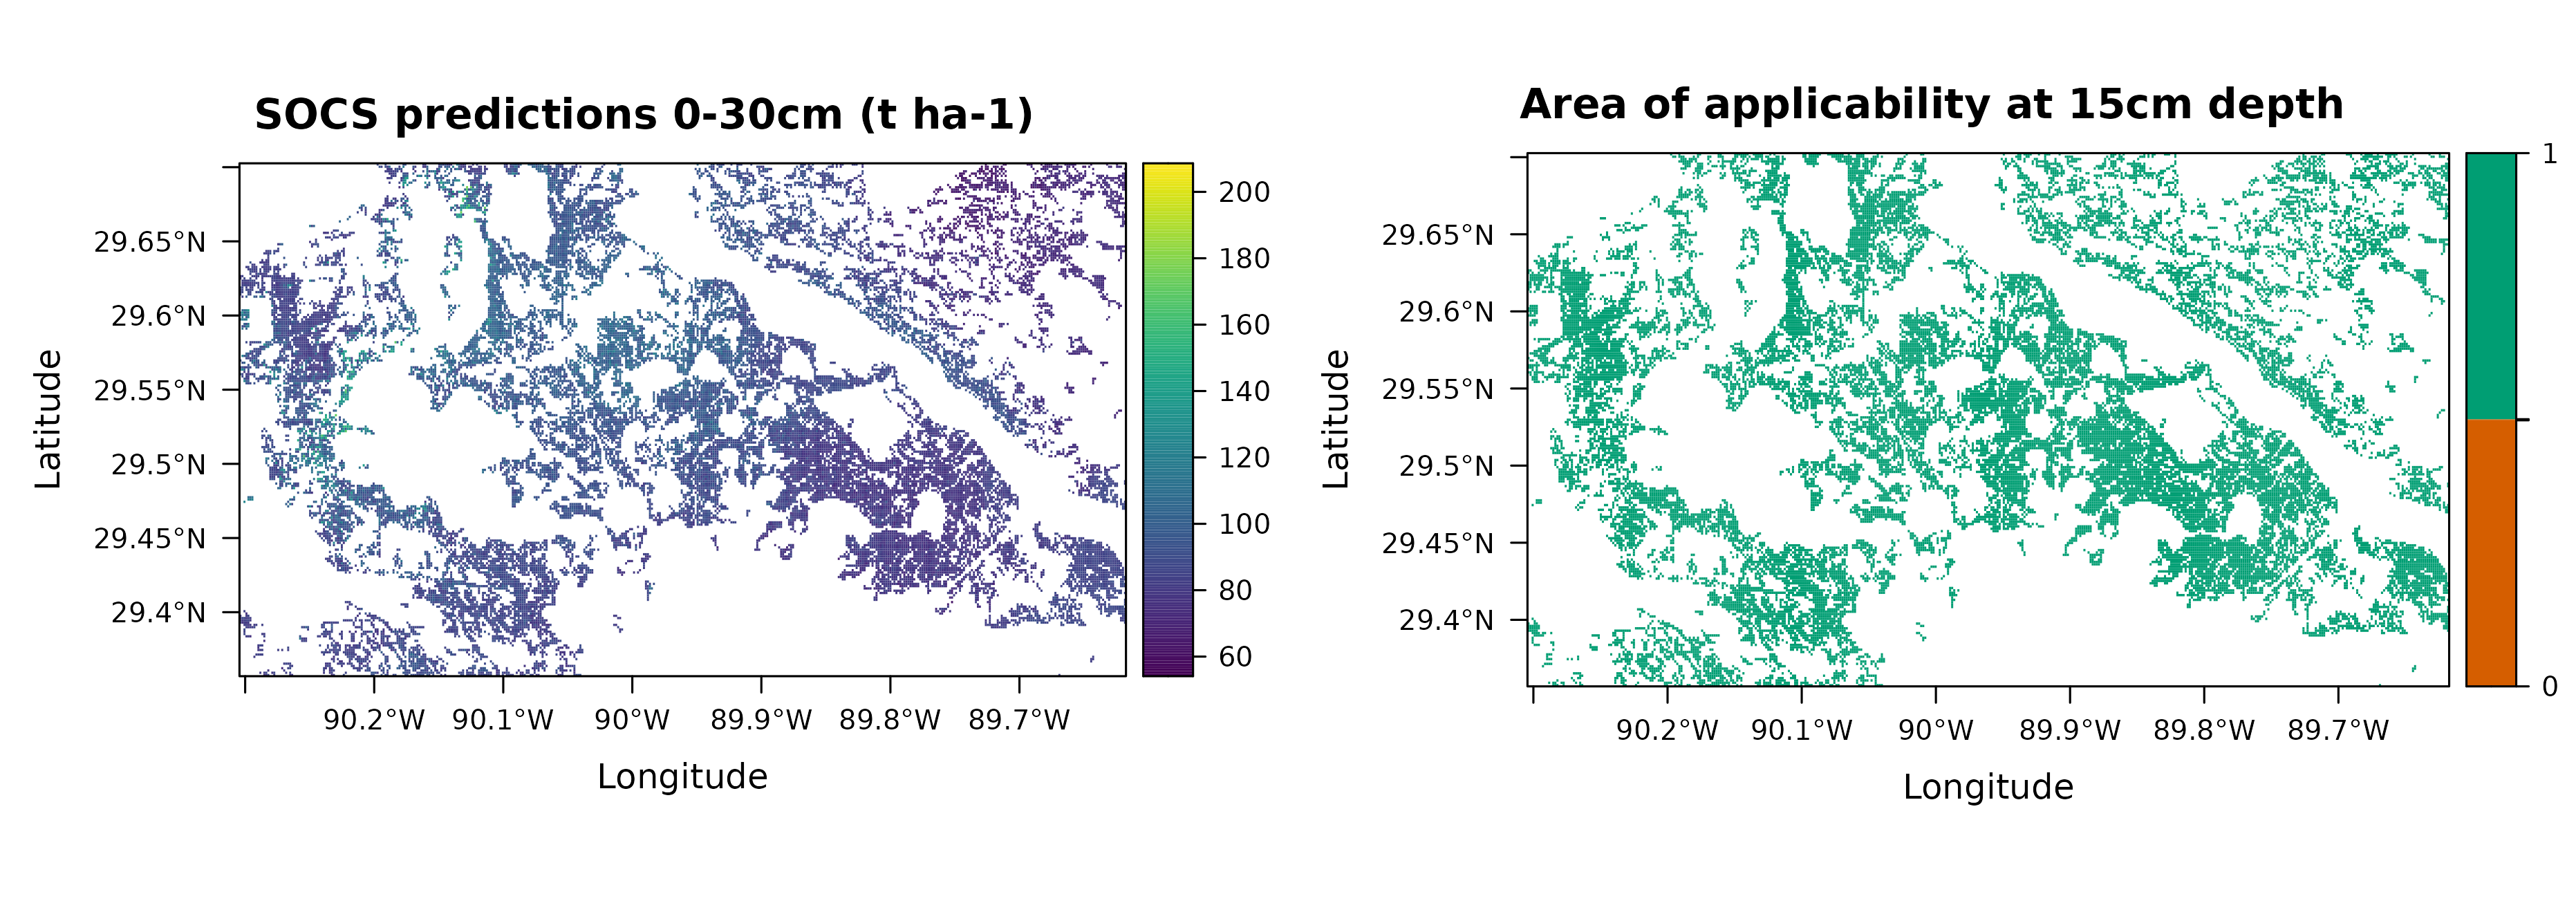 SOCS predictions 0-30cm (t ha-1)
Latitude
29.65°N
29.6°N
29.55°N
29.5°N
29.45°N
29.4°N
90.2°W 90.1°W 90°W 89.9°W 89.8°W 89.7°W
Longitude
200
180
160
140
120
100
80
60
Area of applicability at 15cm depth
Latitude
29.65°N
29.6°N
29.55°N
29.5°N
29.45°N
29.4°N
90.2°W 90.1°W 90°W 89.9°W 89.8°W 89.7°W
Longitude
1
0